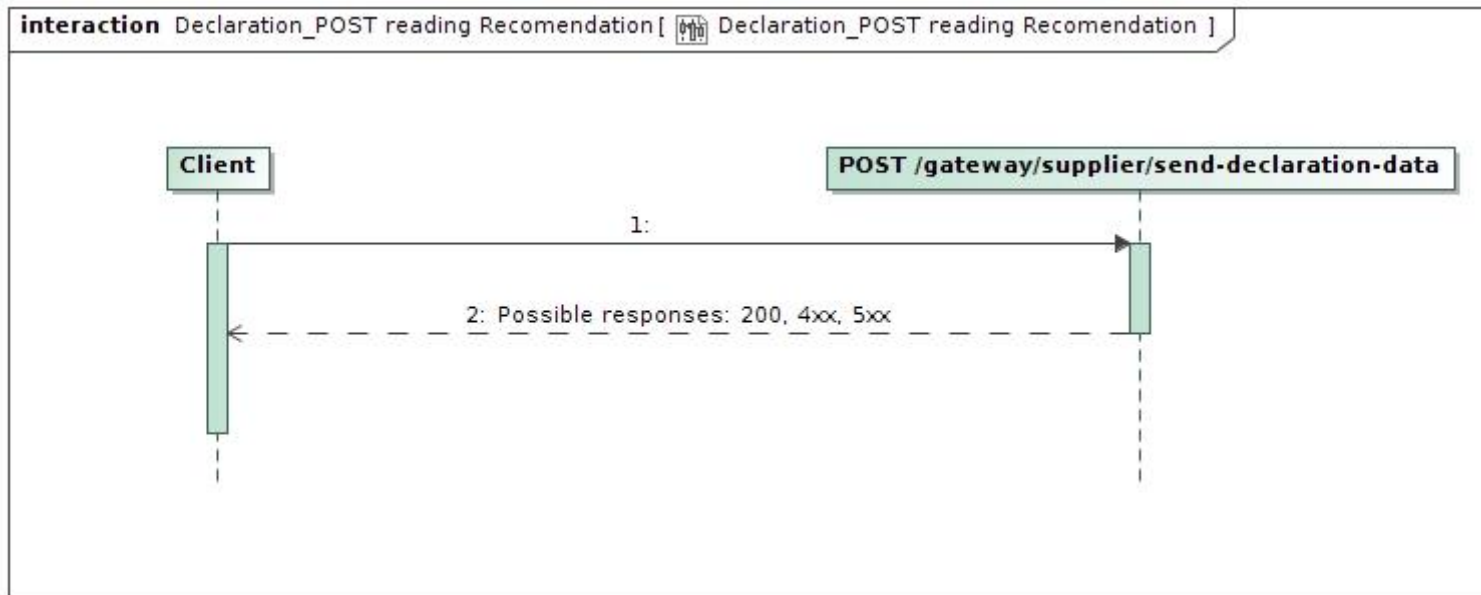 interaction Declaration_POST reading Recomendation[ Declaration_POST reading Recomendation ]
Client
POST /gateway/supplier/send-declaration-data
1:
2: Possible responses: 200, 4xx, 5xx